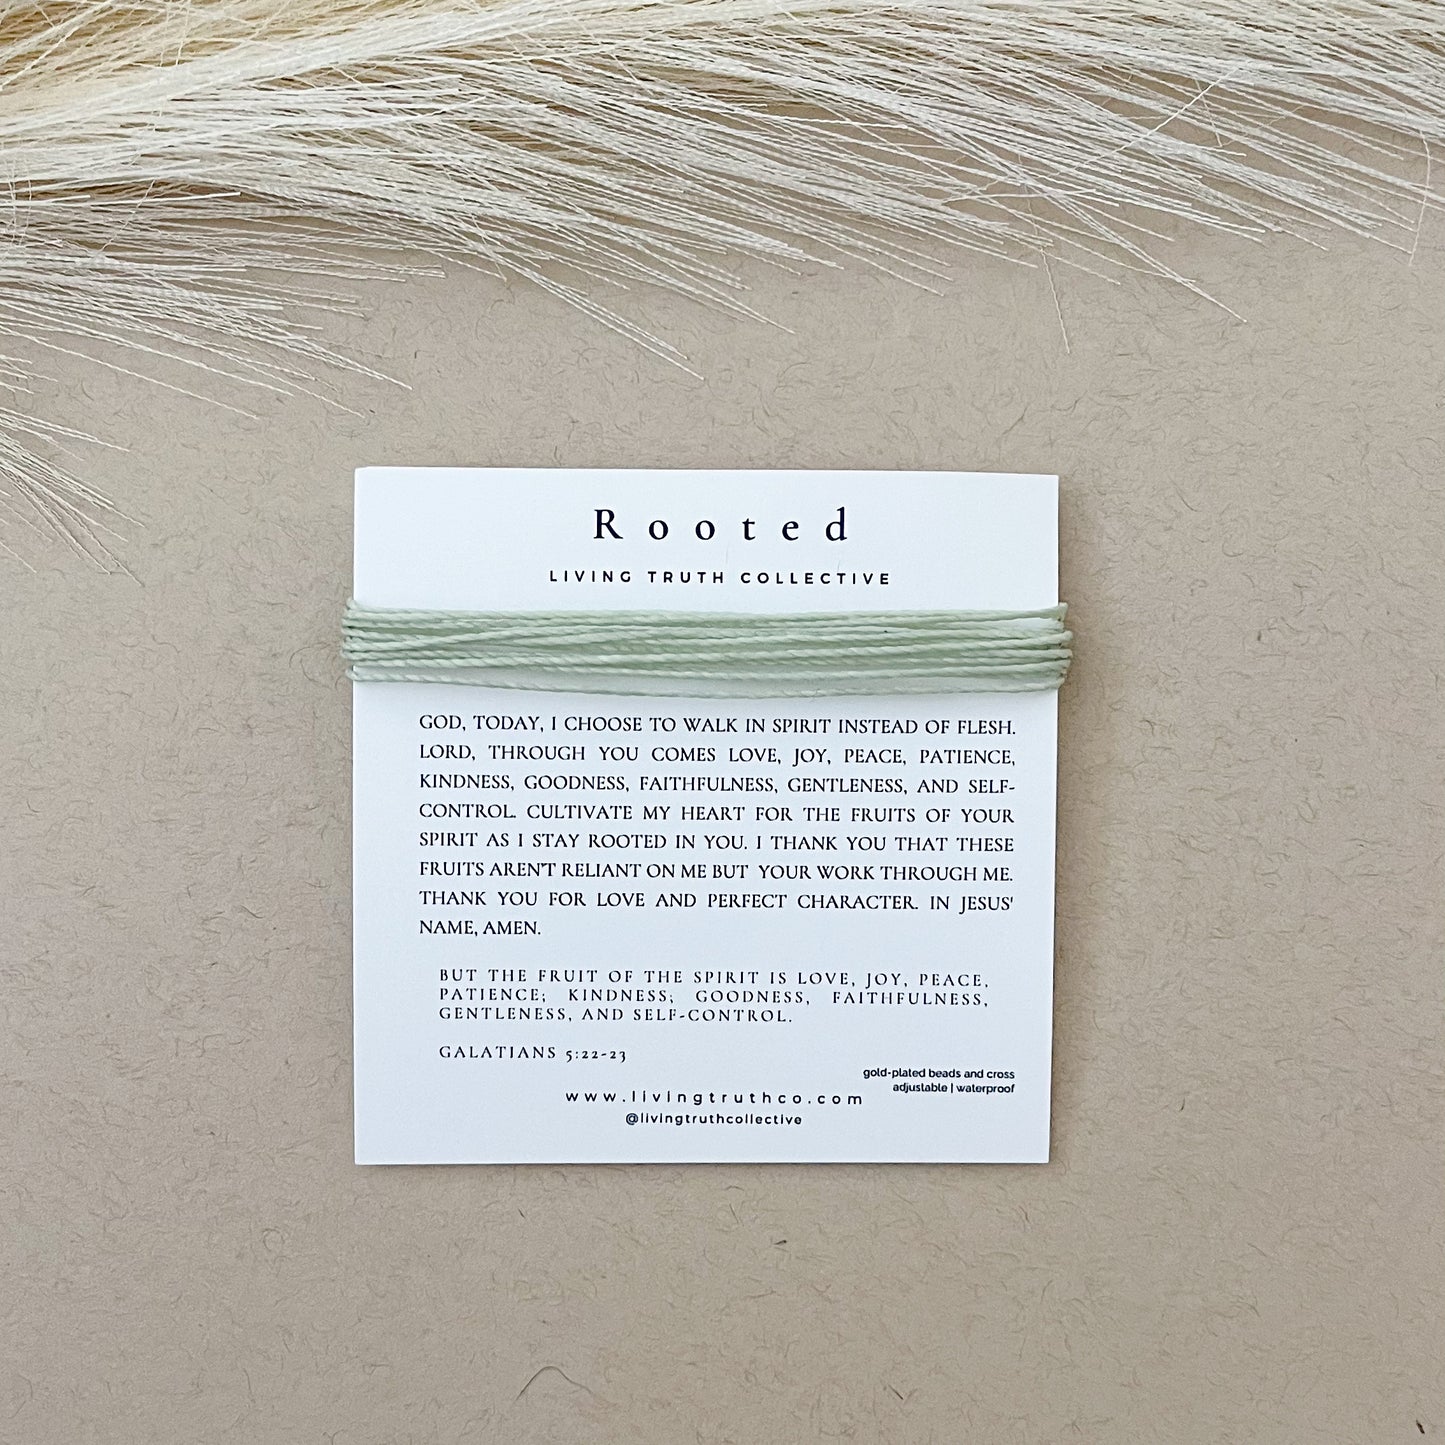 Rooted
LIVING TRUTH COLLECTIVE
GOD, TODAY, I CHOOSE TO WALK IN SPIRIT INSTEAD OF FLESH.
LORD, THROUGH YOU COMES LOVE, JOY, PEACE, PATIENCE,
KINDNESS, GOODNESS, FAITHFULNESS, GENTLENESS, AND SELF-
CONTROL. CULTIVATE MY HEART FOR THE FRUITS OF YOUR
SPIRIT AS I STAY ROOTED IN YOU. I THANK YOU THAT THESE
FRUITS AREN'T RELIANT ON ME BUT YOUR WORK THROUGH ME.
THANK YOU FOR LOVE AND PERFECT CHARACTER. IN JESUS'
NAME, AMEN.
BUT THE FRUIT OF THE SPIRIT IS LOVE, JOY, PEACE,
PATIENCE; KINDNESS; GOODNESS, FAITHFULNESS,
GENTLENESS, AND SELF-CONTROL.
GALATIANS 5:22-23
gold-plated beads and cross
adjustable | waterproof
www.livingtruthco.com
@livingtruthcollective